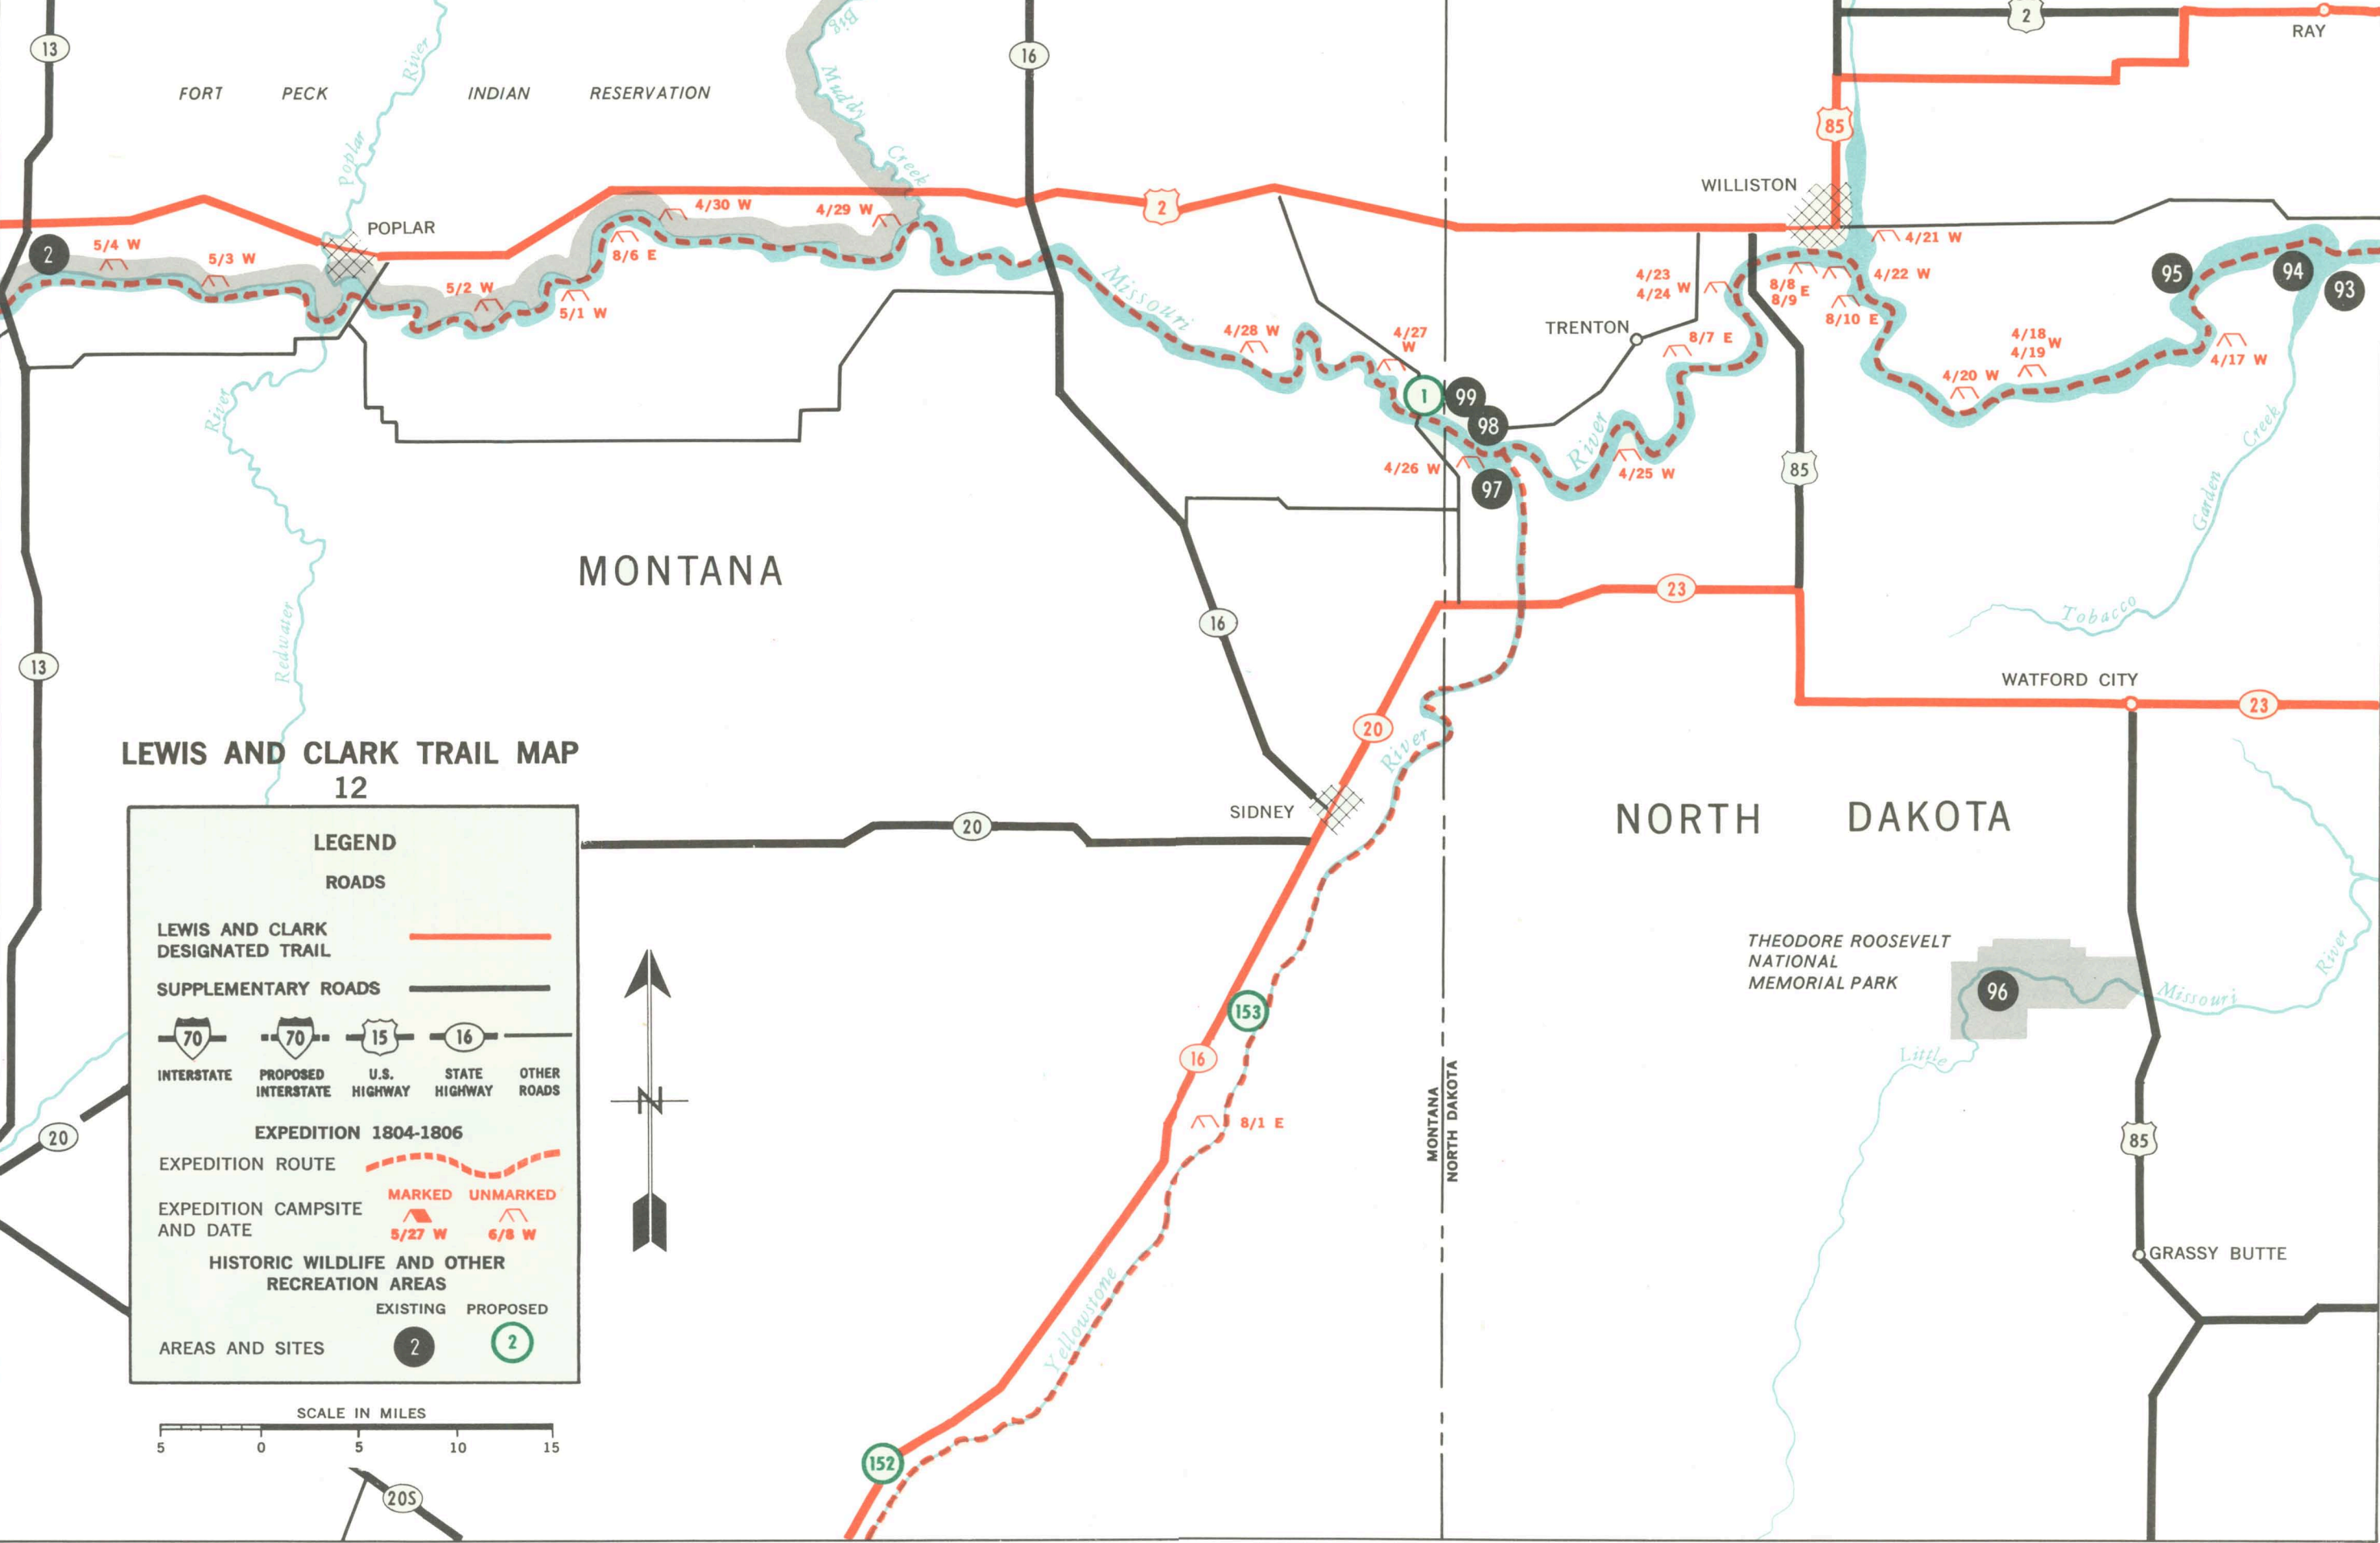 13
FORT PECK INDIAN RESERVATION
Poplar River
Big Muddy Creek
16
2
RAY
85
WILLISTON
POPLAR
2
2
5/4 W
5/3 W
5/2 W
5/1 W
4/30 W
8/6 E
4/29 W
Missouri River
4/28 W
4/27
W
4/26 W
1
99
98
97
TRENTON
4/23
4/24 W
8/7 E
4/25 W
8/8
8/9 E
8/10 E
4/21 W
4/22 W
4/20 W
4/18
4/19 W
4/17 W
95
94
93
85
Tobacco Garden Creek
Redwater River
MONTANA
16
23
13
WATFORD CITY
23
20
Yellowstone River
SIDNEY
20
NORTH DAKOTA
THEODORE ROOSEVELT
NATIONAL
MEMORIAL PARK
96
Little Missouri River
153
16
8/1 E
MONTANA
NORTH DAKOTA
85
GRASSY BUTTE
152
20
20S
LEWIS AND CLARK TRAIL MAP
12
LEGEND
ROADS
LEWIS AND CLARK
DESIGNATED TRAIL
SUPPLEMENTARY ROADS
70 70 15 16
INTERSTATE PROPOSED INTERSTATE U.S. HIGHWAY STATE HIGHWAY OTHER ROADS
EXPEDITION 1804-1806
EXPEDITION ROUTE
MARKED UNMARKED
EXPEDITION CAMPSITE
AND DATE
5/27 W 6/8 W
HISTORIC WILDLIFE AND OTHER
RECREATION AREAS
EXISTING PROPOSED
AREAS AND SITES 2 2
SCALE IN MILES
5 0 5 10 15
N